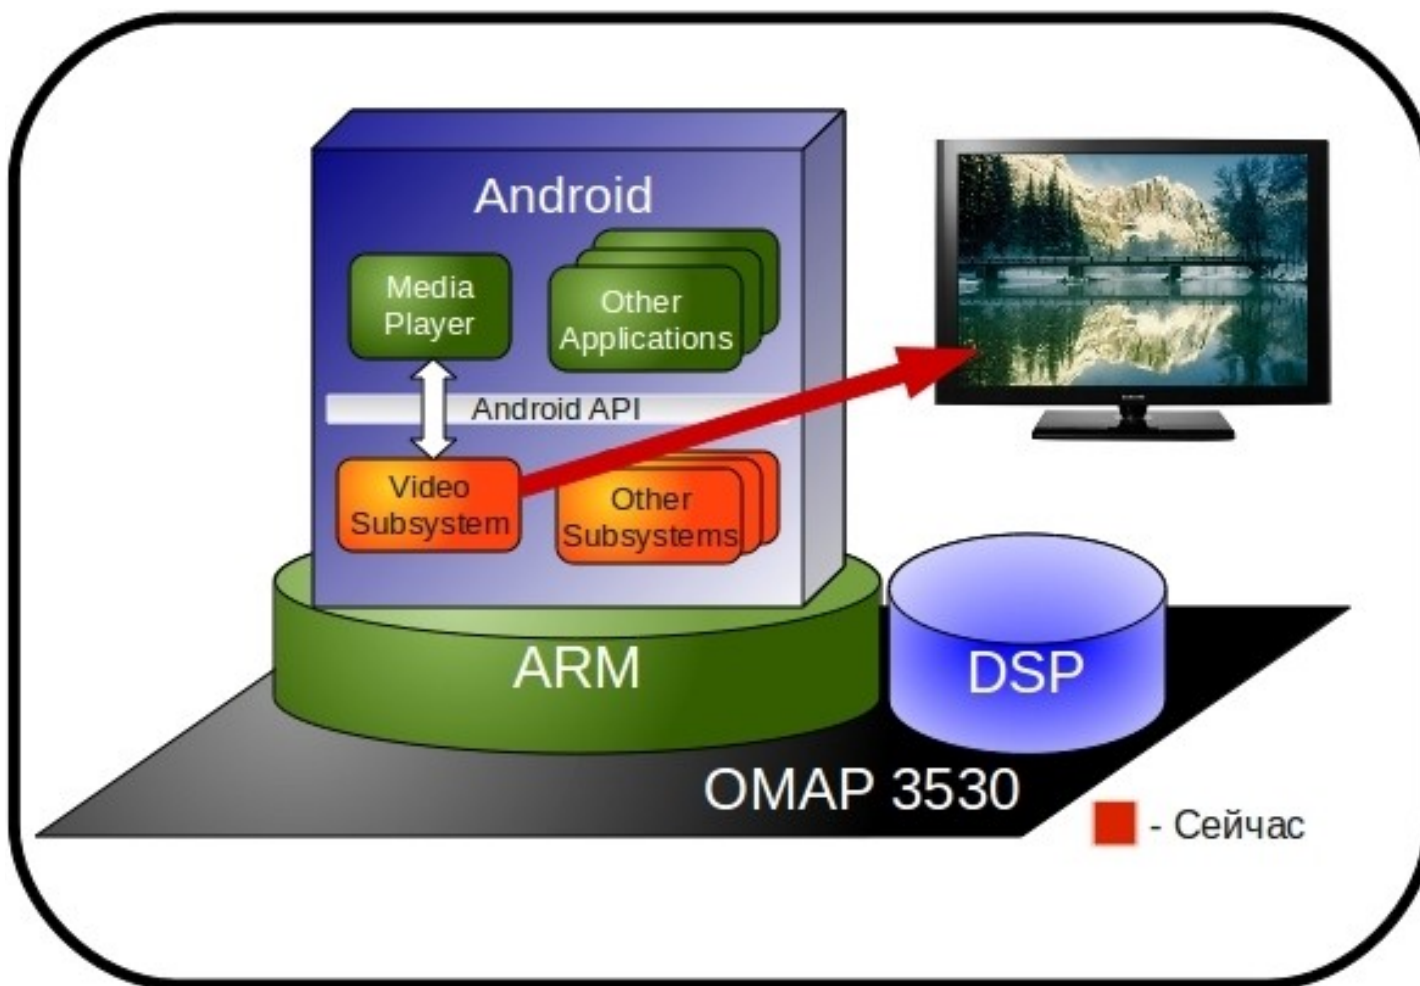 Android
Media
Player
Other
Applications
Android API
Video
Subsystem
Other
Subsystems
ARM
DSP
OMAP 3530
- Сейчас